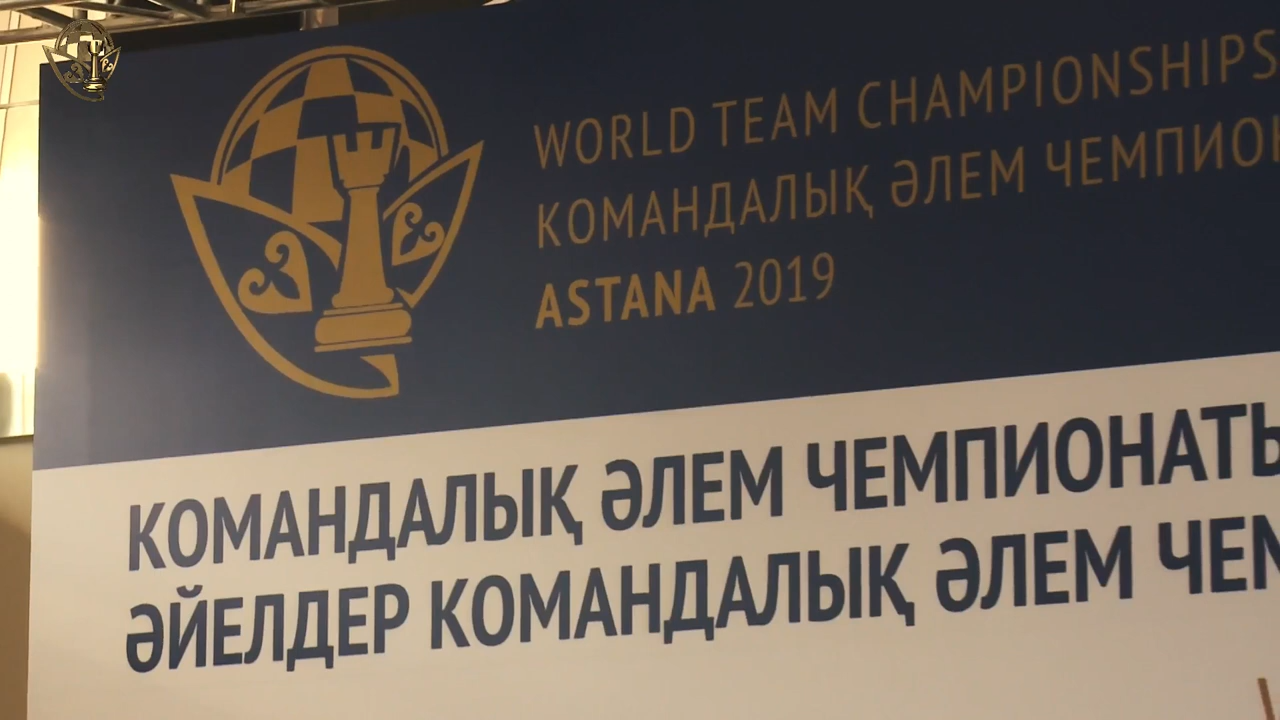 WORLD TEAM CHAMPIONSHIPS
КОМАНДАЛЫҚ ӘЛЕМ ЧЕМПИО
ASTANA 2019
КОМАНДАЛЫҚ ӘЛЕМ ЧЕМПИОНАТЫ
ӘЙЕЛДЕР КОМАНДАЛЫҚ ӘЛЕМ ЧЕМ